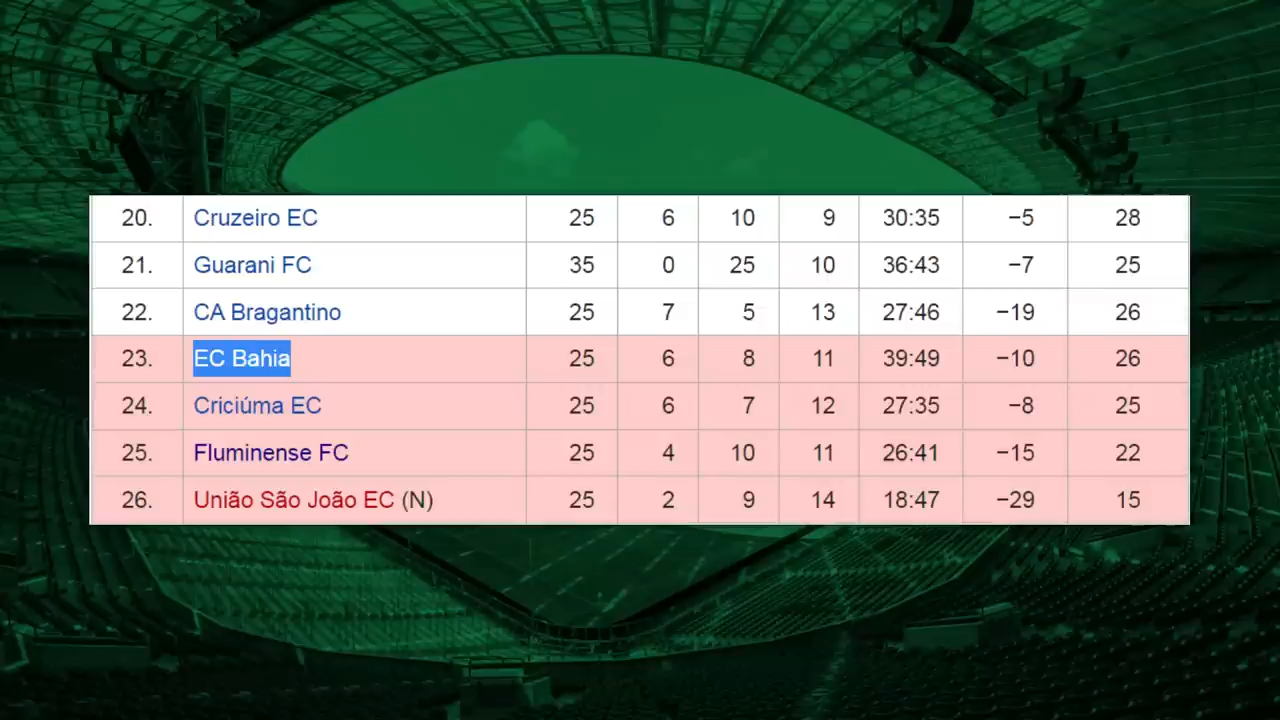 20. Cruzeiro EC 25 6 10 9 30:35 −5 28
21. Guarani FC 35 0 25 10 36:43 −7 25
22. CA Bragantino 25 7 5 13 27:46 −19 26
23. EC Bahia 25 6 8 11 39:49 −10 26
24. Criciúma EC 25 6 7 12 27:35 −8 25
25. Fluminense FC 25 4 10 11 26:41 −15 22
26. União São João EC (N) 25 2 9 14 18:47 −29 15